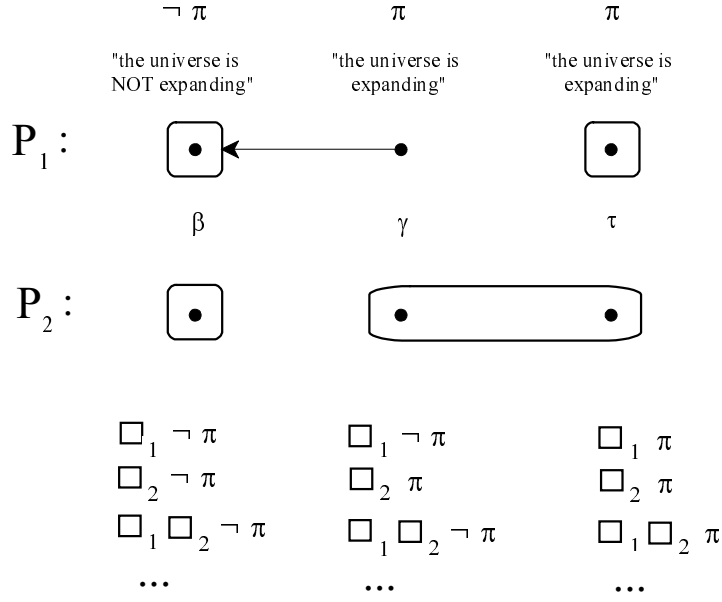 ¬ π π π
"the universe is "the universe is "the universe is
NOT expanding" expanding" expanding"
P₁ :
β γ τ
P₂ :
□₁ ¬ π □₁ ¬ π □₁ π
□₂ ¬ π □₂ π □₂ π
□₁ □₂ ¬ π □₁ □₂ ¬ π □₁ □₂ π
... ... ...